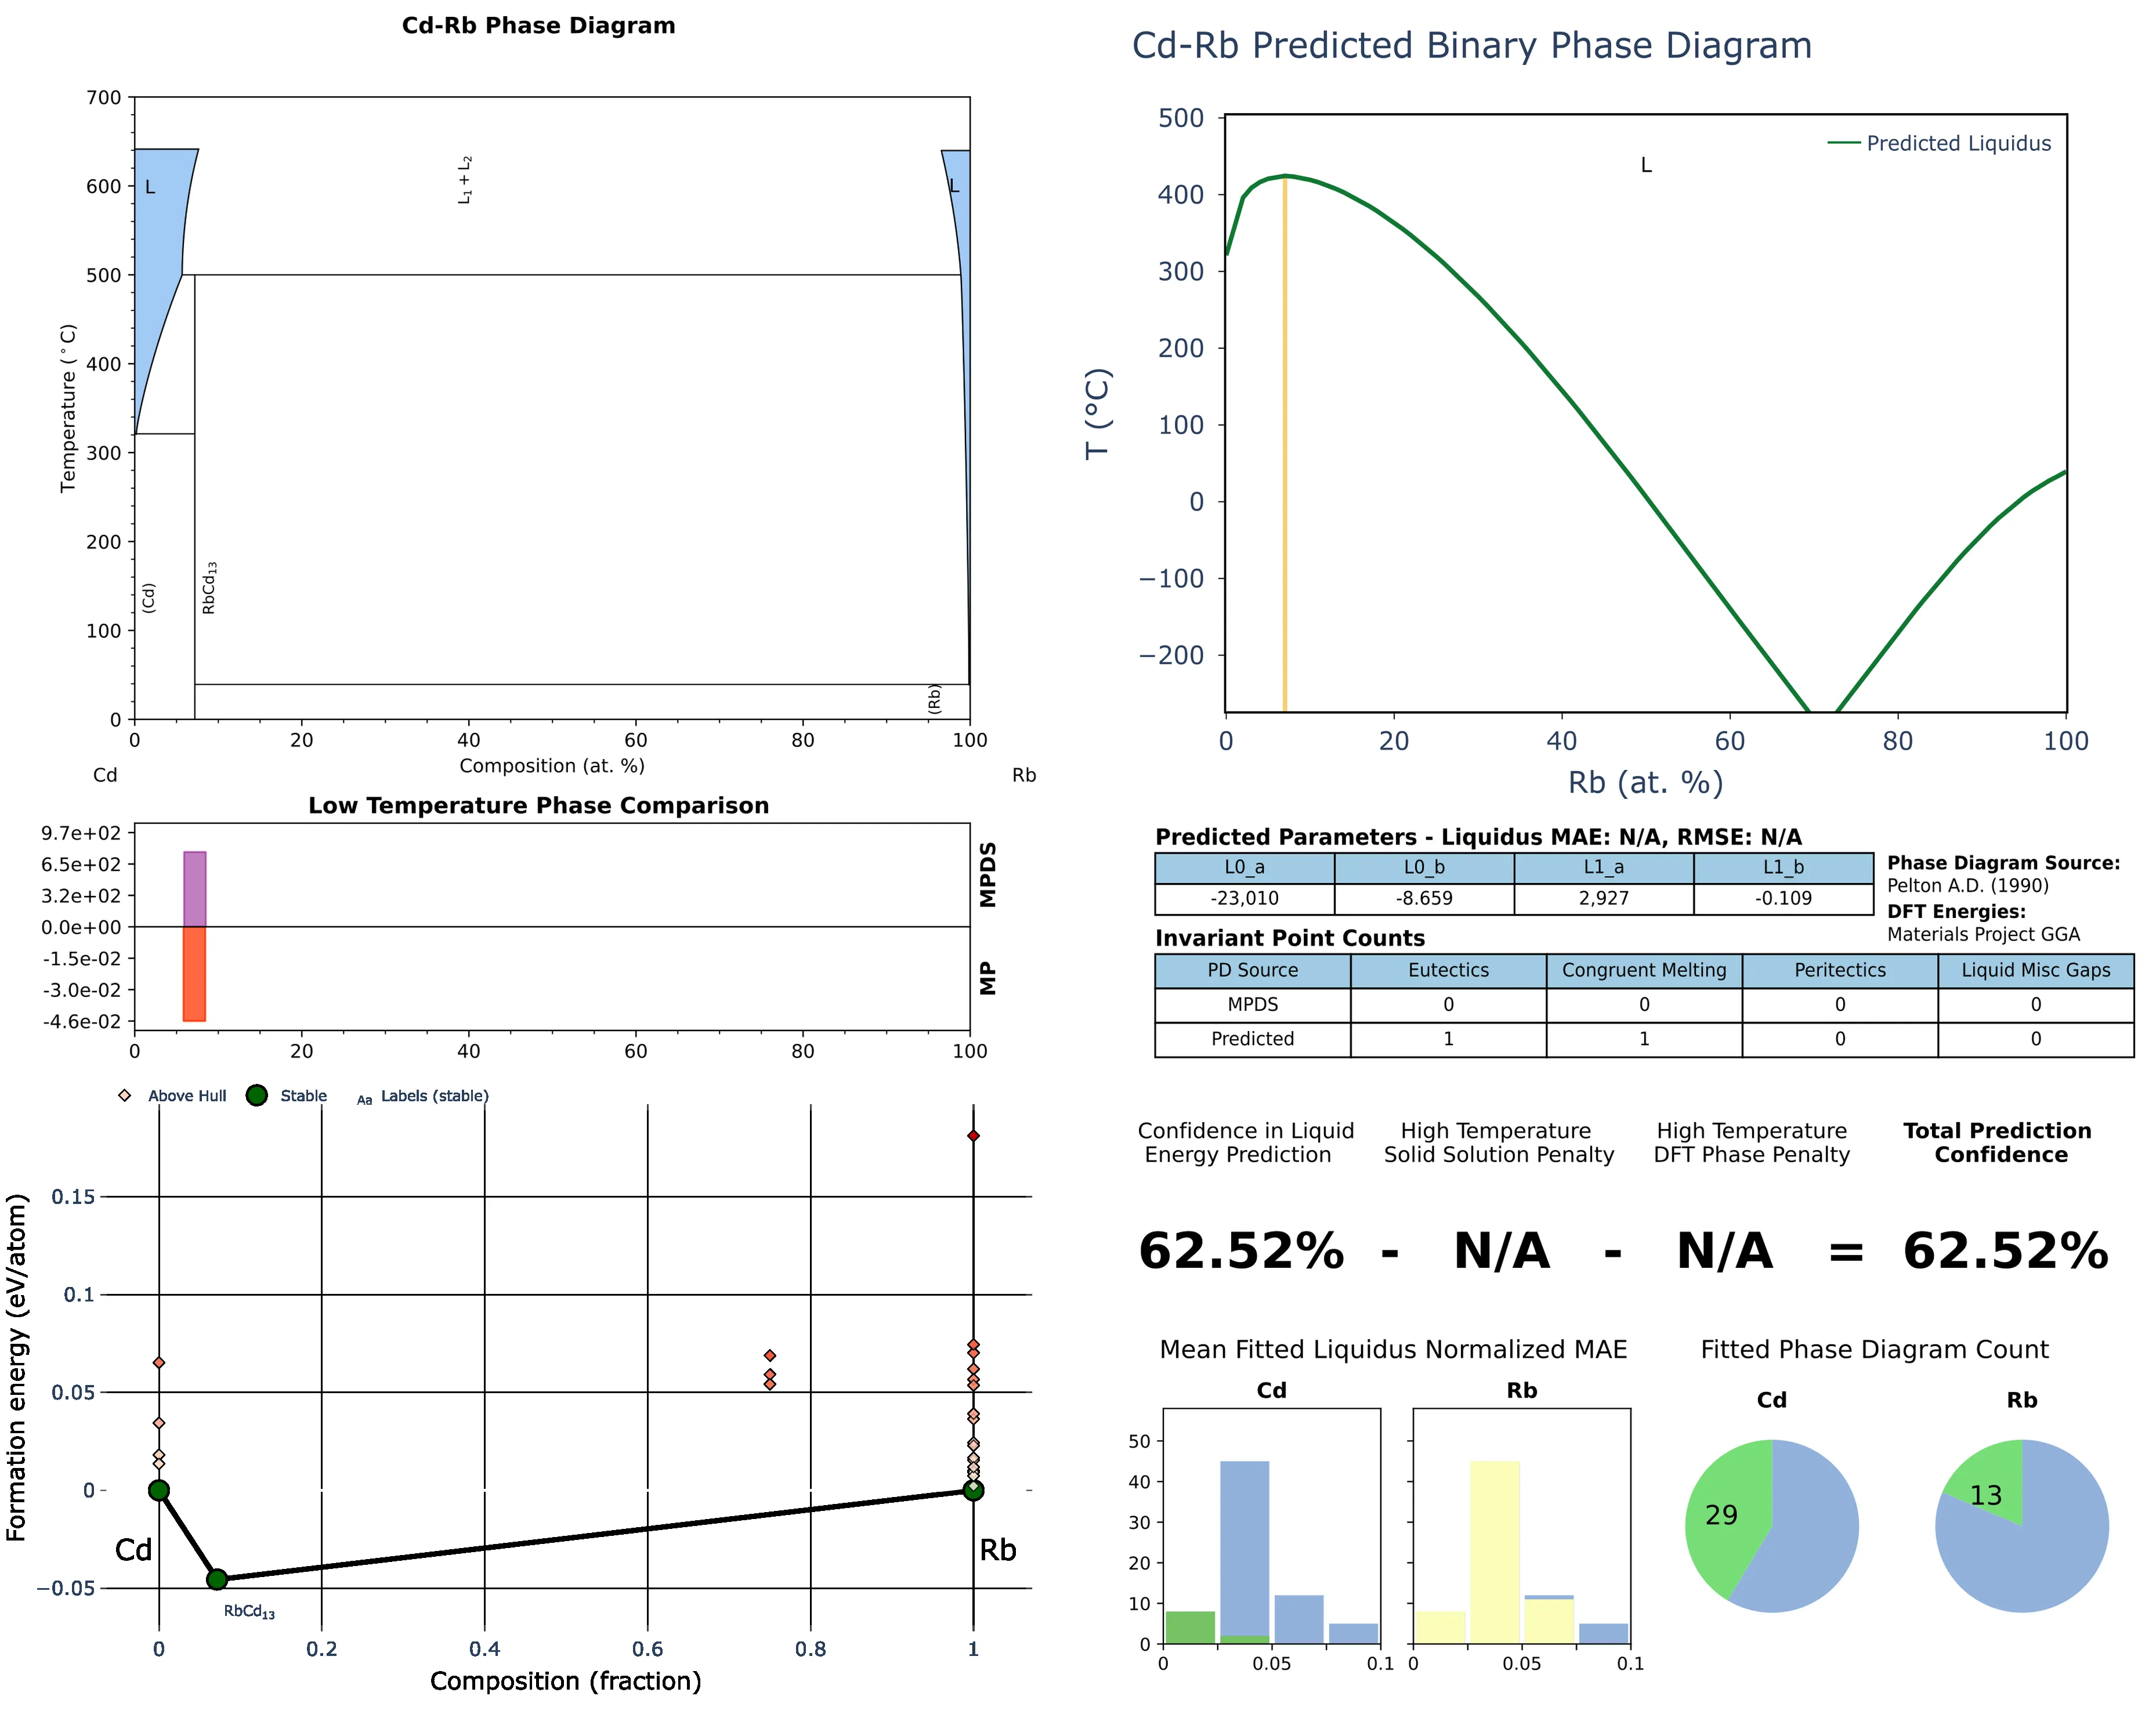 Cd-Rb Phase Diagram
700
600
500
400
300
200
100
0
Temperature (°C)
L
L₁ + L₂
L
(Cd)
RbCd₁₃
(Rb)
0 20 40 60 80 100
Composition (at. %)
Cd Rb
Cd-Rb Predicted Binary Phase Diagram
500
400
300
200
100
0
−100
−200
T (°C)
L
Predicted Liquidus
0 20 40 60 80 100
Rb (at. %)
Low Temperature Phase Comparison
9.7e+02
6.5e+02
3.2e+02
0.0e+00
-1.5e-02
-3.0e-02
-4.6e-02
MPDS
MP
0 20 40 60 80 100
Predicted Parameters - Liquidus MAE: N/A, RMSE: N/A
L0_a L0_b L1_a L1_b
-23,010 -8.659 2,927 -0.109
Phase Diagram Source:
Pelton A.D. (1990)
DFT Energies:
Materials Project GGA
Invariant Point Counts
PD Source Eutectics Congruent Melting Peritectics Liquid Misc Gaps
MPDS 0 0 0 0
Predicted 1 1 0 0
Above Hull Stable Aa Labels (stable)
0.15
0.1
0.05
0
−0.05
Formation energy (eV/atom)
Cd
Rb
RbCd₁₃
0 0.2 0.4 0.6 0.8 1
Composition (fraction)
Confidence in Liquid
Energy Prediction
High Temperature
Solid Solution Penalty
High Temperature
DFT Phase Penalty
Total Prediction
Confidence
62.52% - N/A - N/A = 62.52%
Mean Fitted Liquidus Normalized MAE
Cd Rb
50
40
30
20
10
0
0 0.05 0.1
0 0.05 0.1
Fitted Phase Diagram Count
Cd Rb
29
13